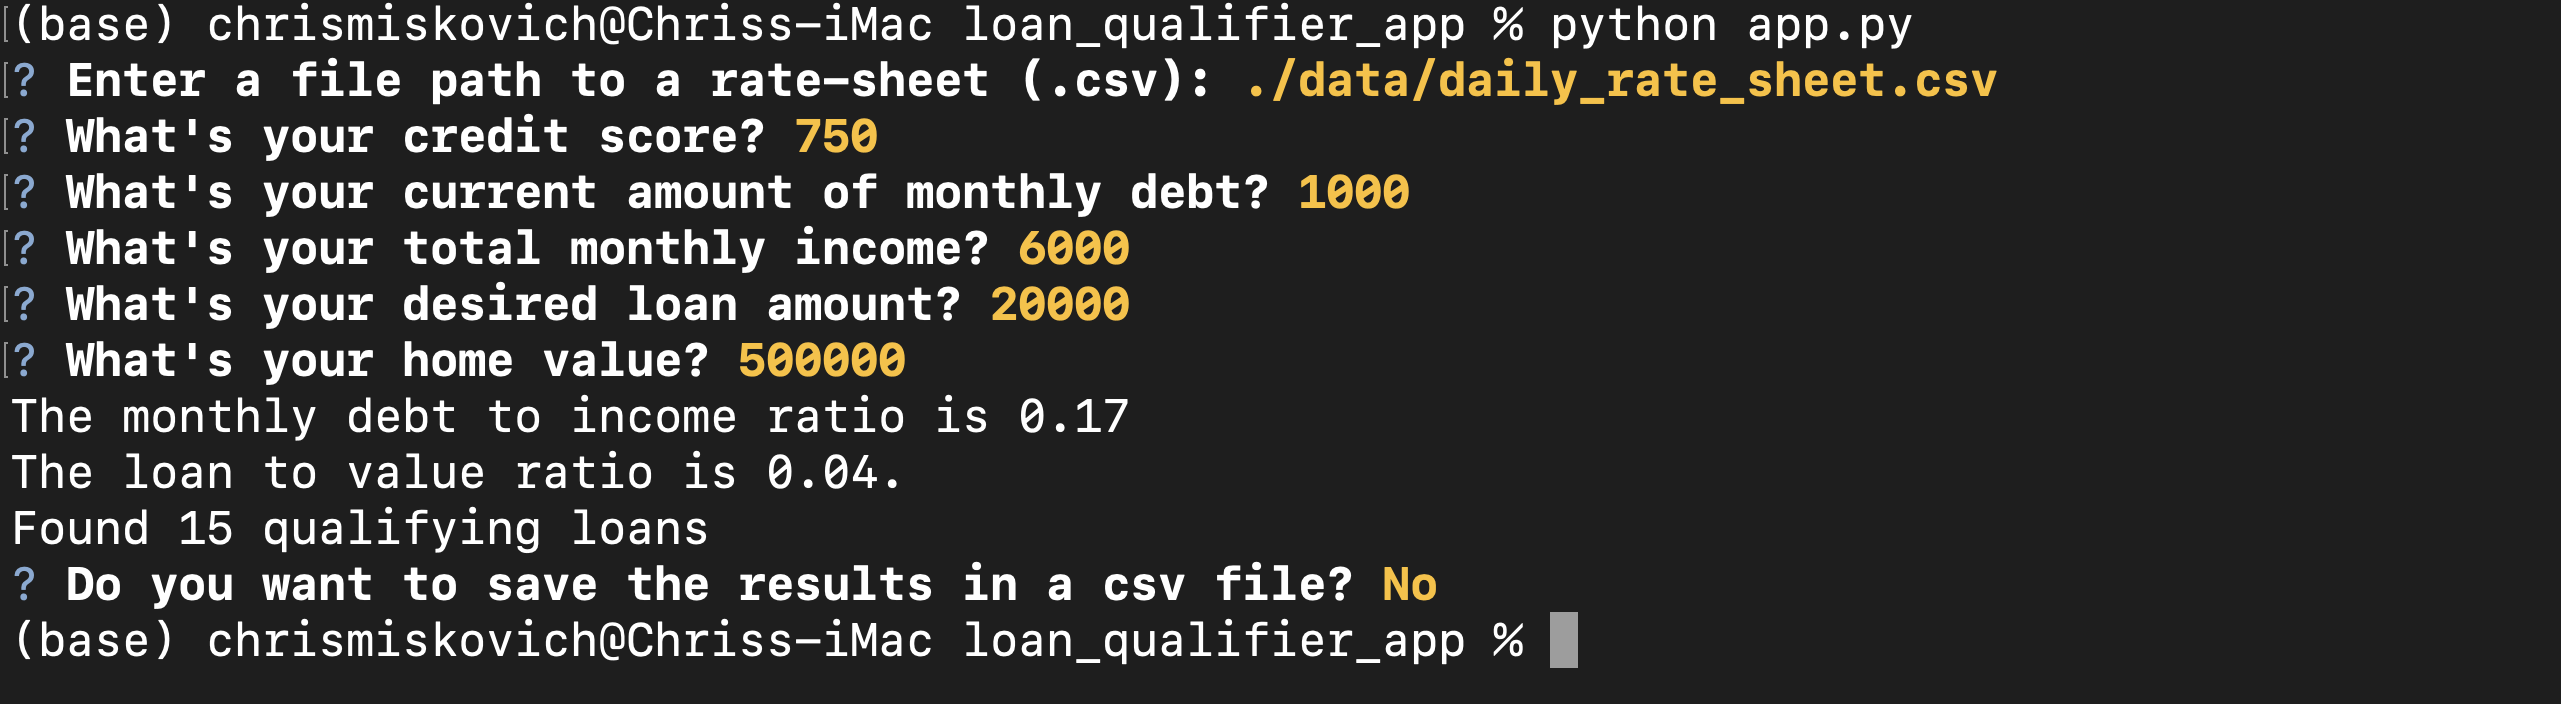 (base) chrismiskovich@Chriss-iMac loan_qualifier_app % python app.py
? Enter a file path to a rate-sheet (.csv): ./data/daily_rate_sheet.csv
? What's your credit score? 750
? What's your current amount of monthly debt? 1000
? What's your total monthly income? 6000
? What's your desired loan amount? 20000
? What's your home value? 500000
The monthly debt to income ratio is 0.17
The loan to value ratio is 0.04.
Found 15 qualifying loans
? Do you want to save the results in a csv file? No
(base) chrismiskovich@Chriss-iMac loan_qualifier_app %